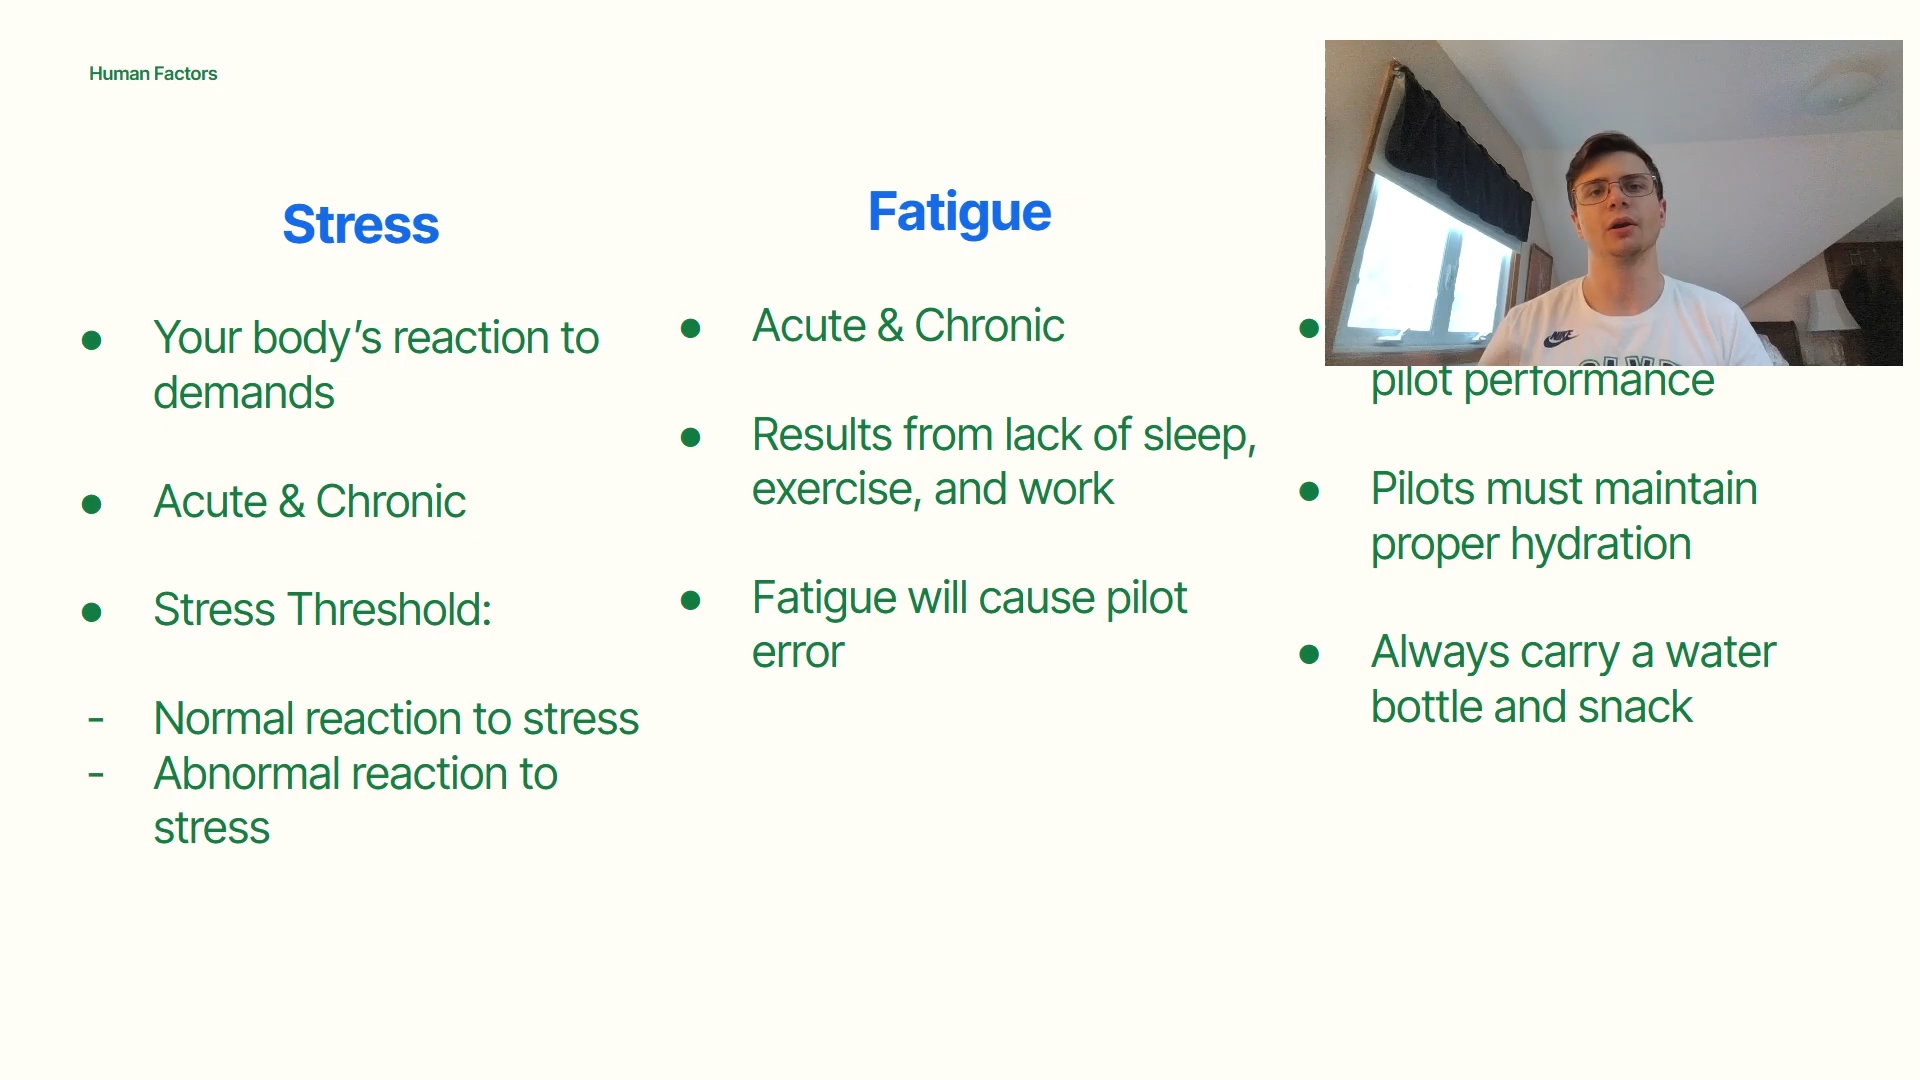 Human Factors
Stress
Your body’s reaction to
demands
Acute & Chronic
Stress Threshold:
- Normal reaction to stress
- Abnormal reaction to
stress
Fatigue
Acute & Chronic
Results from lack of sleep,
exercise, and work
Fatigue will cause pilot
error
pilot performance
Pilots must maintain
proper hydration
Always carry a water
bottle and snack
NIKE